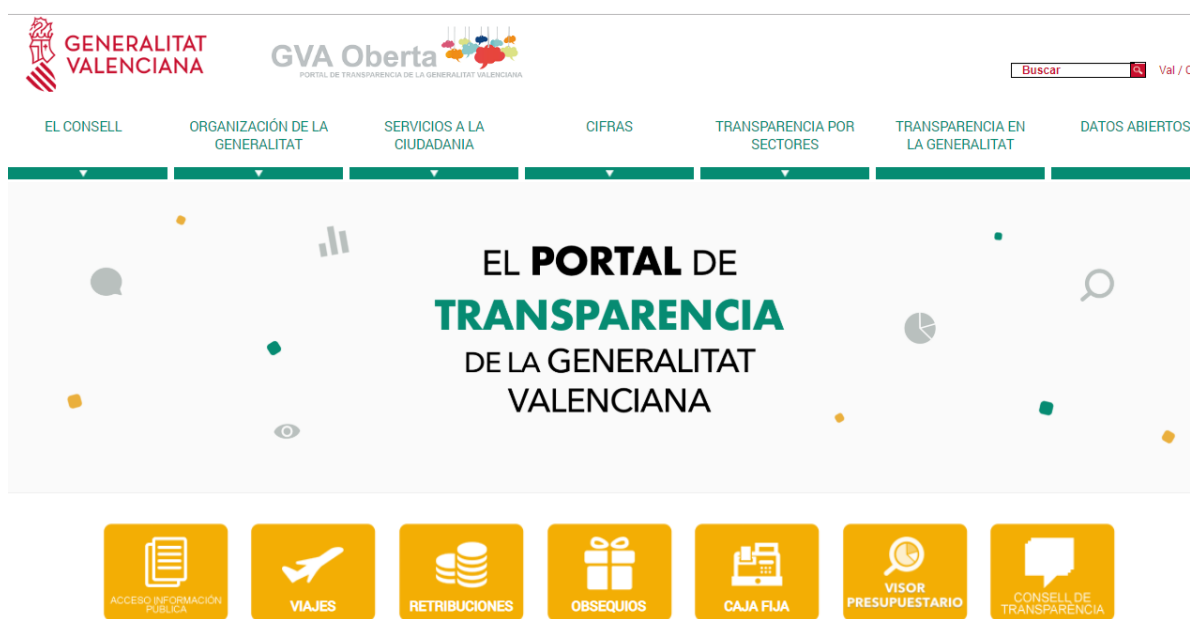 GENERALITAT
VALENCIANA
GVA Oberta
PORTAL DE TRANSPARENCIA DE LA GENERALITAT VALENCIANA
Buscar
Val / C
EL CONSELL
ORGANIZACIÓN DE LA
GENERALITAT
SERVICIOS A LA
CIUDADANIA
CIFRAS
TRANSPARENCIA POR
SECTORES
TRANSPARENCIA EN
LA GENERALITAT
DATOS ABIERTOS
EL PORTAL DE
TRANSPARENCIA
DE LA GENERALITAT
VALENCIANA
ACCESO INFORMACIÓN
PÚBLICA
VIAJES
RETRIBUCIONES
OBSEQUIOS
CAJA FIJA
VISOR
PRESUPUESTARIO
CONSELL DE
TRANSPARÈNCIA